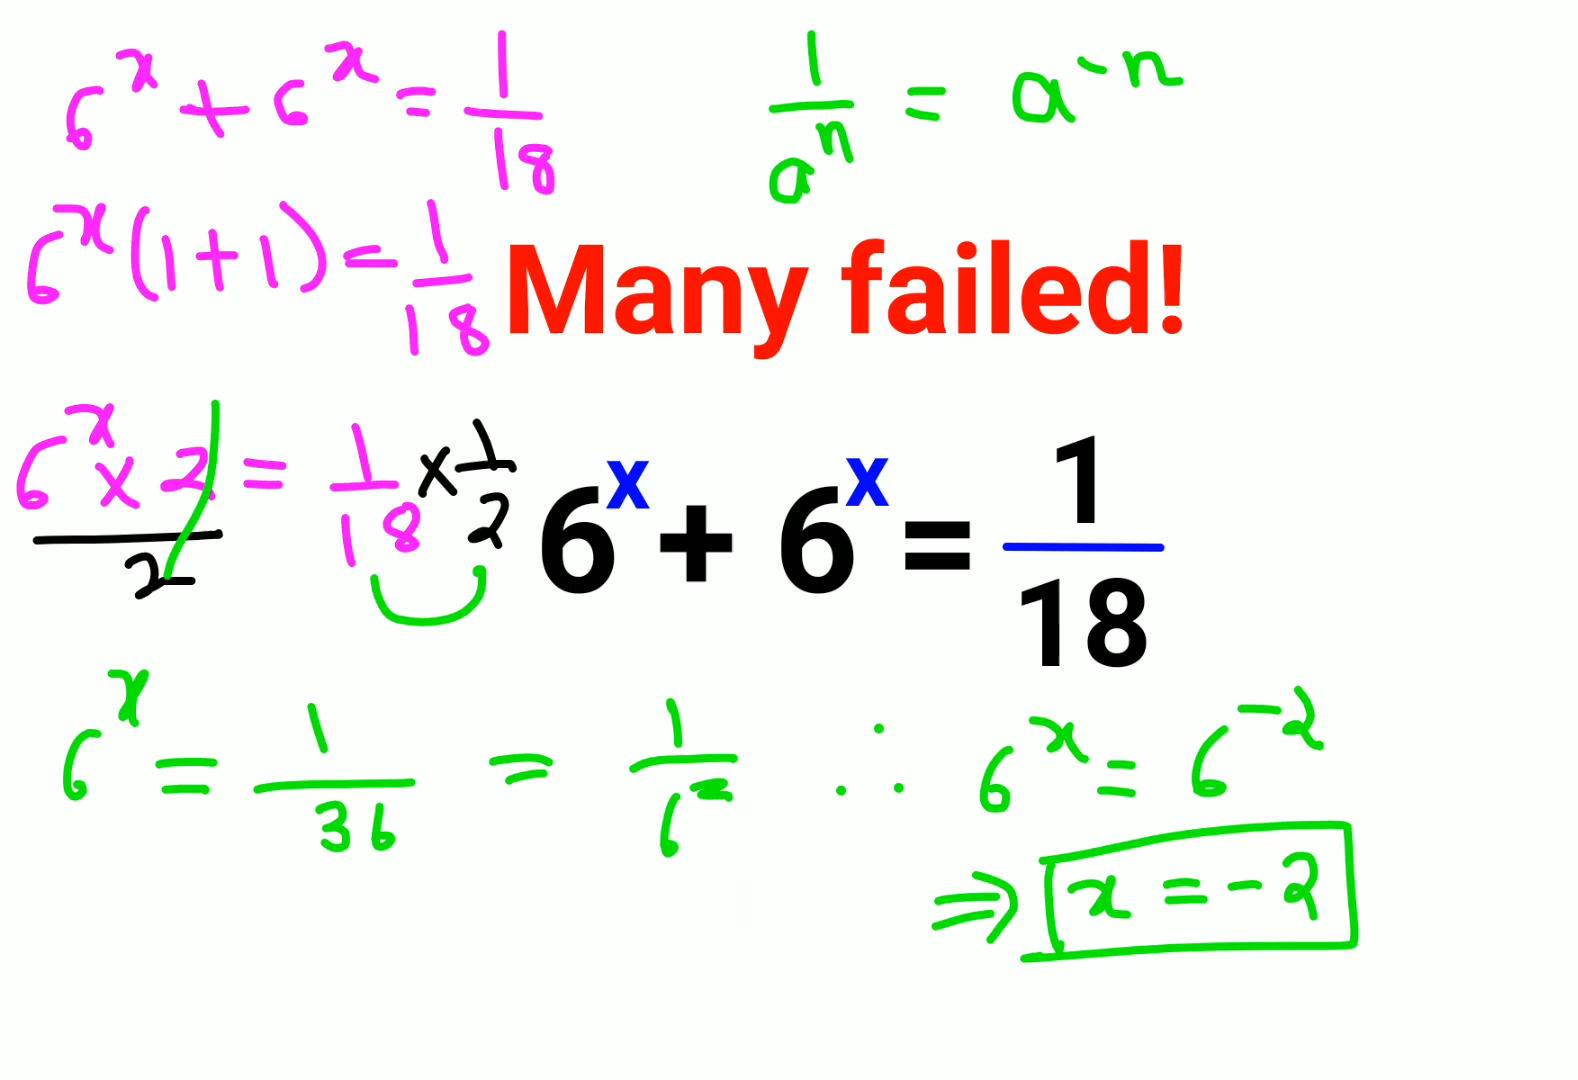 6^x + 6^x = 1/18
1/a^n = a^-n
6^x (1+1) = 1/18
Many failed!
6^x × 2 / 2 = 1/18 × 1/2
6^x + 6^x = 1/18
6^x = 1/36 = 1/6^2 ∴ 6^x = 6^-2
⇒ x = -2